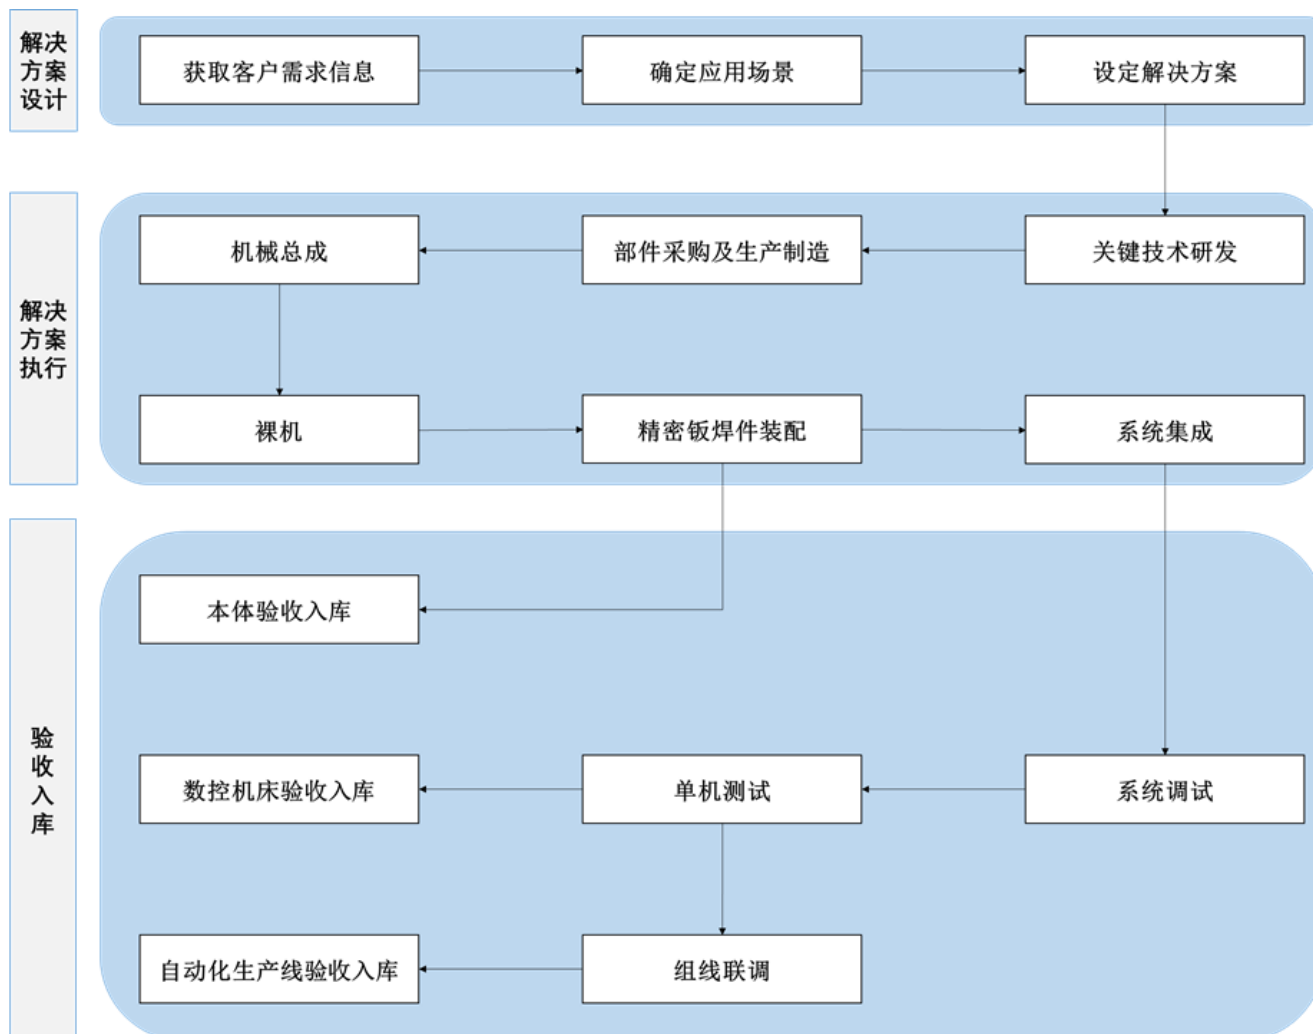 解决
方案
设计
获取客户需求信息
确定应用场景
设定解决方案
解决
方案
执行
机械总成
部件采购及生产制造
关键技术研发
裸机
精密钣焊件装配
系统集成
验
收
入
库
本体验收入库
数控机床验收入库
单机测试
系统调试
自动化生产线验收入库
组线联调